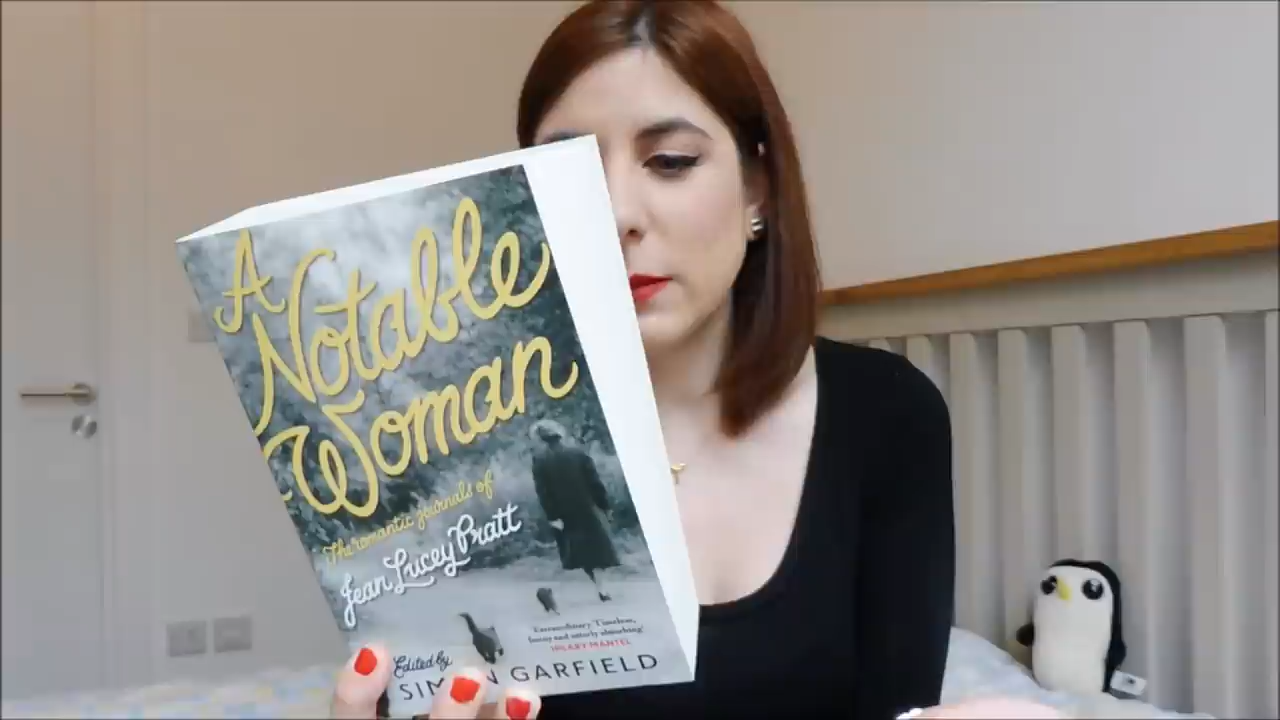 A
Notable
Woman
The romantic journals of
Jean Lucey Pratt
'Extraordinary. Timeless,
funny and utterly absorbing'
HILARY MANTEL
Edited by
SIMON GARFIELD